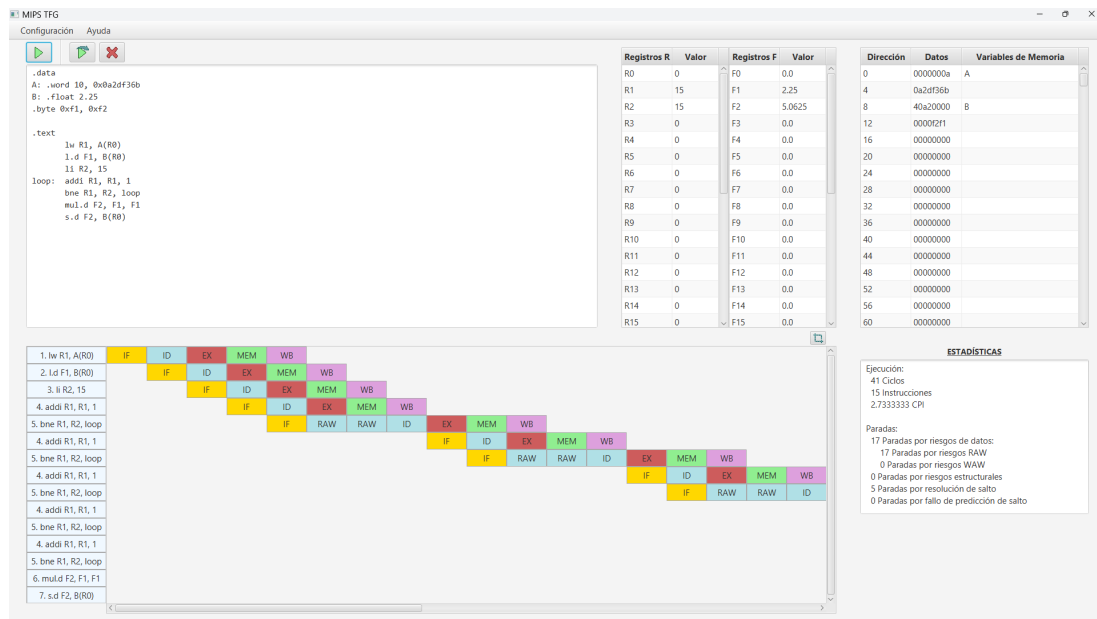 MIPS TFG
Configuración Ayuda
.data
A: .word 10, 0x0a2df36b
B: .float 2.25
.byte 0xf1, 0xf2
.text
lw R1, A(R0)
l.d F1, B(R0)
li R2, 15
loop: addi R1, R1, 1
bne R1, R2, loop
mul.d F2, F1, F1
s.d F2, B(R0)
Registros R Valor Registros F Valor
R0 0 F0 0.0
R1 15 F1 2.25
R2 15 F2 5.0625
R3 0 F3 0.0
R4 0 F4 0.0
R5 0 F5 0.0
R6 0 F6 0.0
R7 0 F7 0.0
R8 0 F8 0.0
R9 0 F9 0.0
R10 0 F10 0.0
R11 0 F11 0.0
R12 0 F12 0.0
R13 0 F13 0.0
R14 0 F14 0.0
R15 0 F15 0.0
Dirección Datos Variables de Memoria
0 0000000a A
4 0a2df36b
8 40a20000 B
12 0000f2f1
16 00000000
20 00000000
24 00000000
28 00000000
32 00000000
36 00000000
40 00000000
44 00000000
48 00000000
52 00000000
56 00000000
60 00000000
1. lw R1, A(R0) IF ID EX MEM WB
2. l.d F1, B(R0) IF ID EX MEM WB
3. li R2, 15 IF ID EX MEM WB
4. addi R1, R1, 1 IF ID EX MEM WB
5. bne R1, R2, loop IF RAW RAW ID EX MEM WB
4. addi R1, R1, 1 IF ID EX MEM WB
5. bne R1, R2, loop IF RAW RAW ID EX MEM WB
4. addi R1, R1, 1 IF ID EX MEM WB
5. bne R1, R2, loop IF RAW RAW ID
4. addi R1, R1, 1
5. bne R1, R2, loop
4. addi R1, R1, 1
5. bne R1, R2, loop
6. mul.d F2, F1, F1
7. s.d F2, B(R0)
ESTADÍSTICAS
Ejecución:
41 Ciclos
15 Instrucciones
2.7333333 CPI
Paradas:
17 Paradas por riesgos de datos:
17 Paradas por riesgos RAW
0 Paradas por riesgos WAW
0 Paradas por riesgos estructurales
5 Paradas por resolución de salto
0 Paradas por fallo de predicción de salto